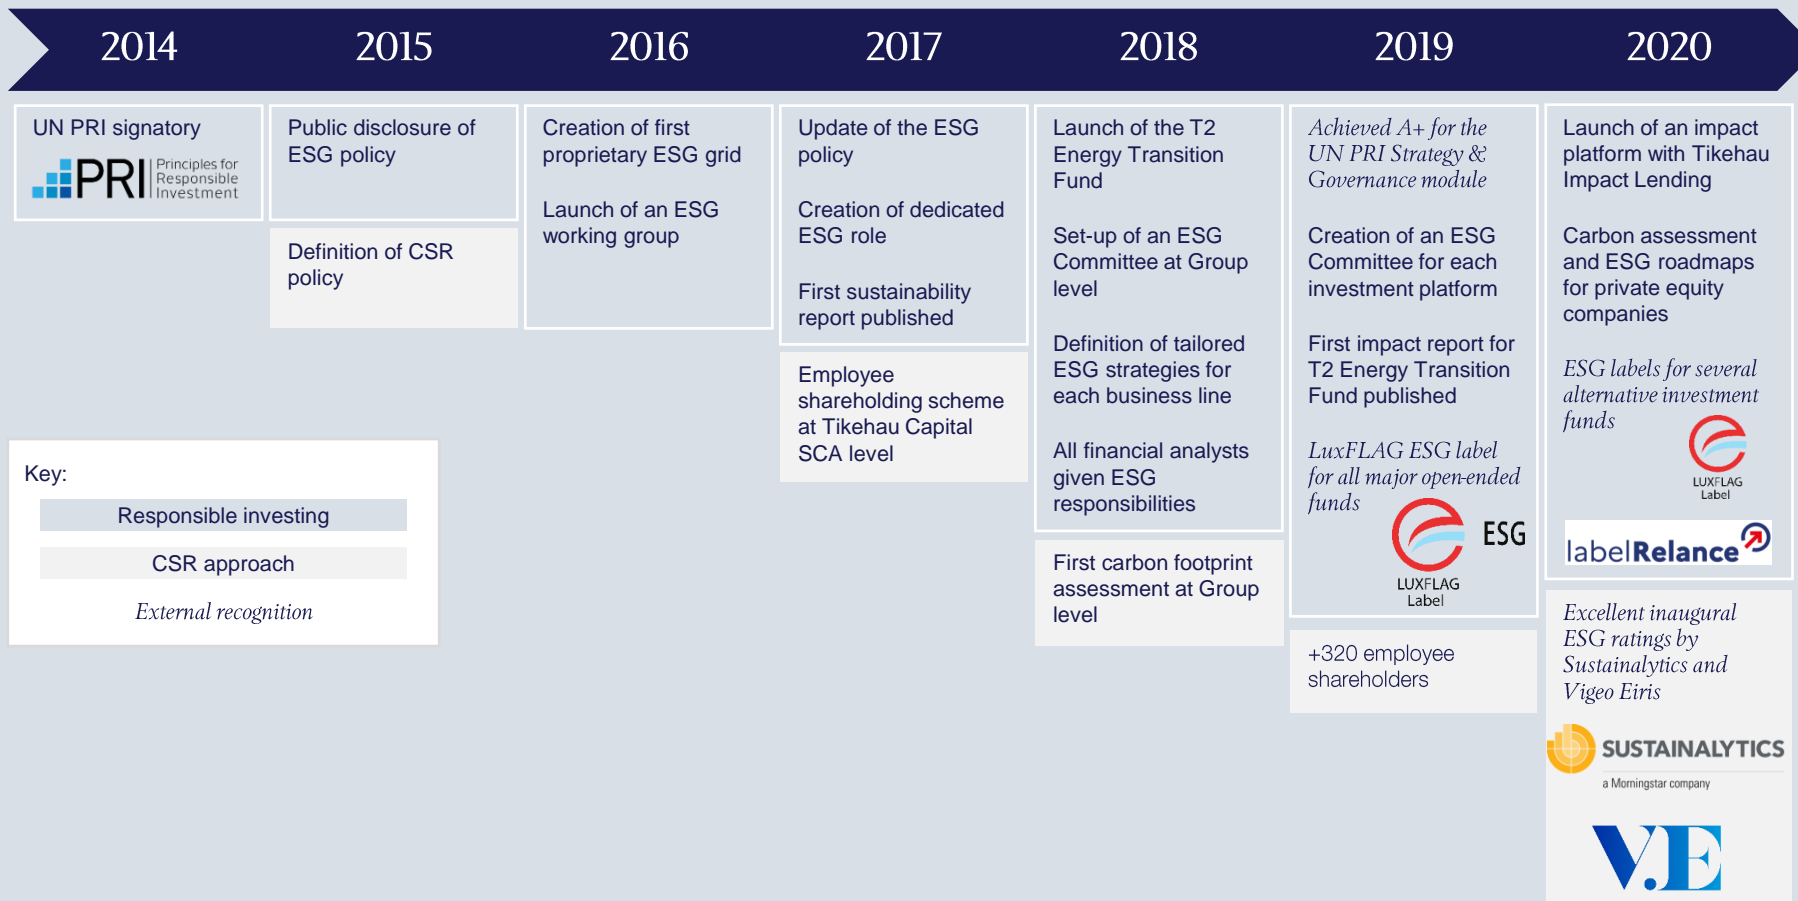 2014
2015
2016
2017
2018
2019
2020
UN PRI signatory
PRI
Principles for
Responsible
Investment
Public disclosure of
ESG policy
Definition of CSR
policy
Creation of first
proprietary ESG grid
Launch of an ESG
working group
Update of the ESG
policy
Creation of dedicated
ESG role
First sustainability
report published
Employee
shareholding scheme
at Tikehau Capital
SCA level
Launch of the T2
Energy Transition
Fund
Set-up of an ESG
Committee at Group
level
Definition of tailored
ESG strategies for
each business line
All financial analysts
given ESG
responsibilities
First carbon footprint
assessment at Group
level
Achieved A+ for the
UN PRI Strategy &
Governance module
Creation of an ESG
Committee for each
investment platform
First impact report for
T2 Energy Transition
Fund published
LuxFLAG ESG label
for all major open-ended
funds
ESG
LUXFLAG
Label
+320 employee
shareholders
Launch of an impact
platform with Tikehau
Impact Lending
Carbon assessment
and ESG roadmaps
for private equity
companies
ESG labels for several
alternative investment
funds
LUXFLAG
Label
labelRelance
Excellent inaugural
ESG ratings by
Sustainalytics and
Vigeo Eiris
SUSTAINALYTICS
a Morningstar company
V.E
Key:
Responsible investing
CSR approach
External recognition